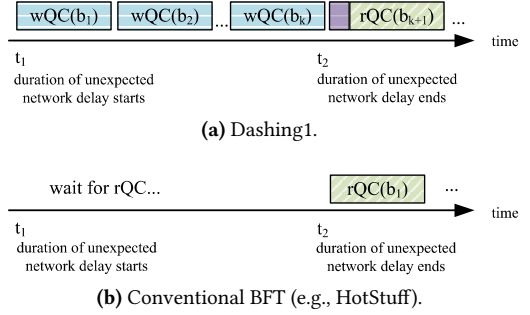 wQC(b₁) wQC(b₂) ... wQC(bₖ) rQC(bₖ₊₁) ...
time
t₁ t₂
duration of unexpected duration of unexpected
network delay starts network delay ends
(a) Dashing1.
wait for rQC... rQC(b₁) ...
time
t₁ t₂
duration of unexpected duration of unexpected
network delay starts network delay ends
(b) Conventional BFT (e.g., HotStuff).